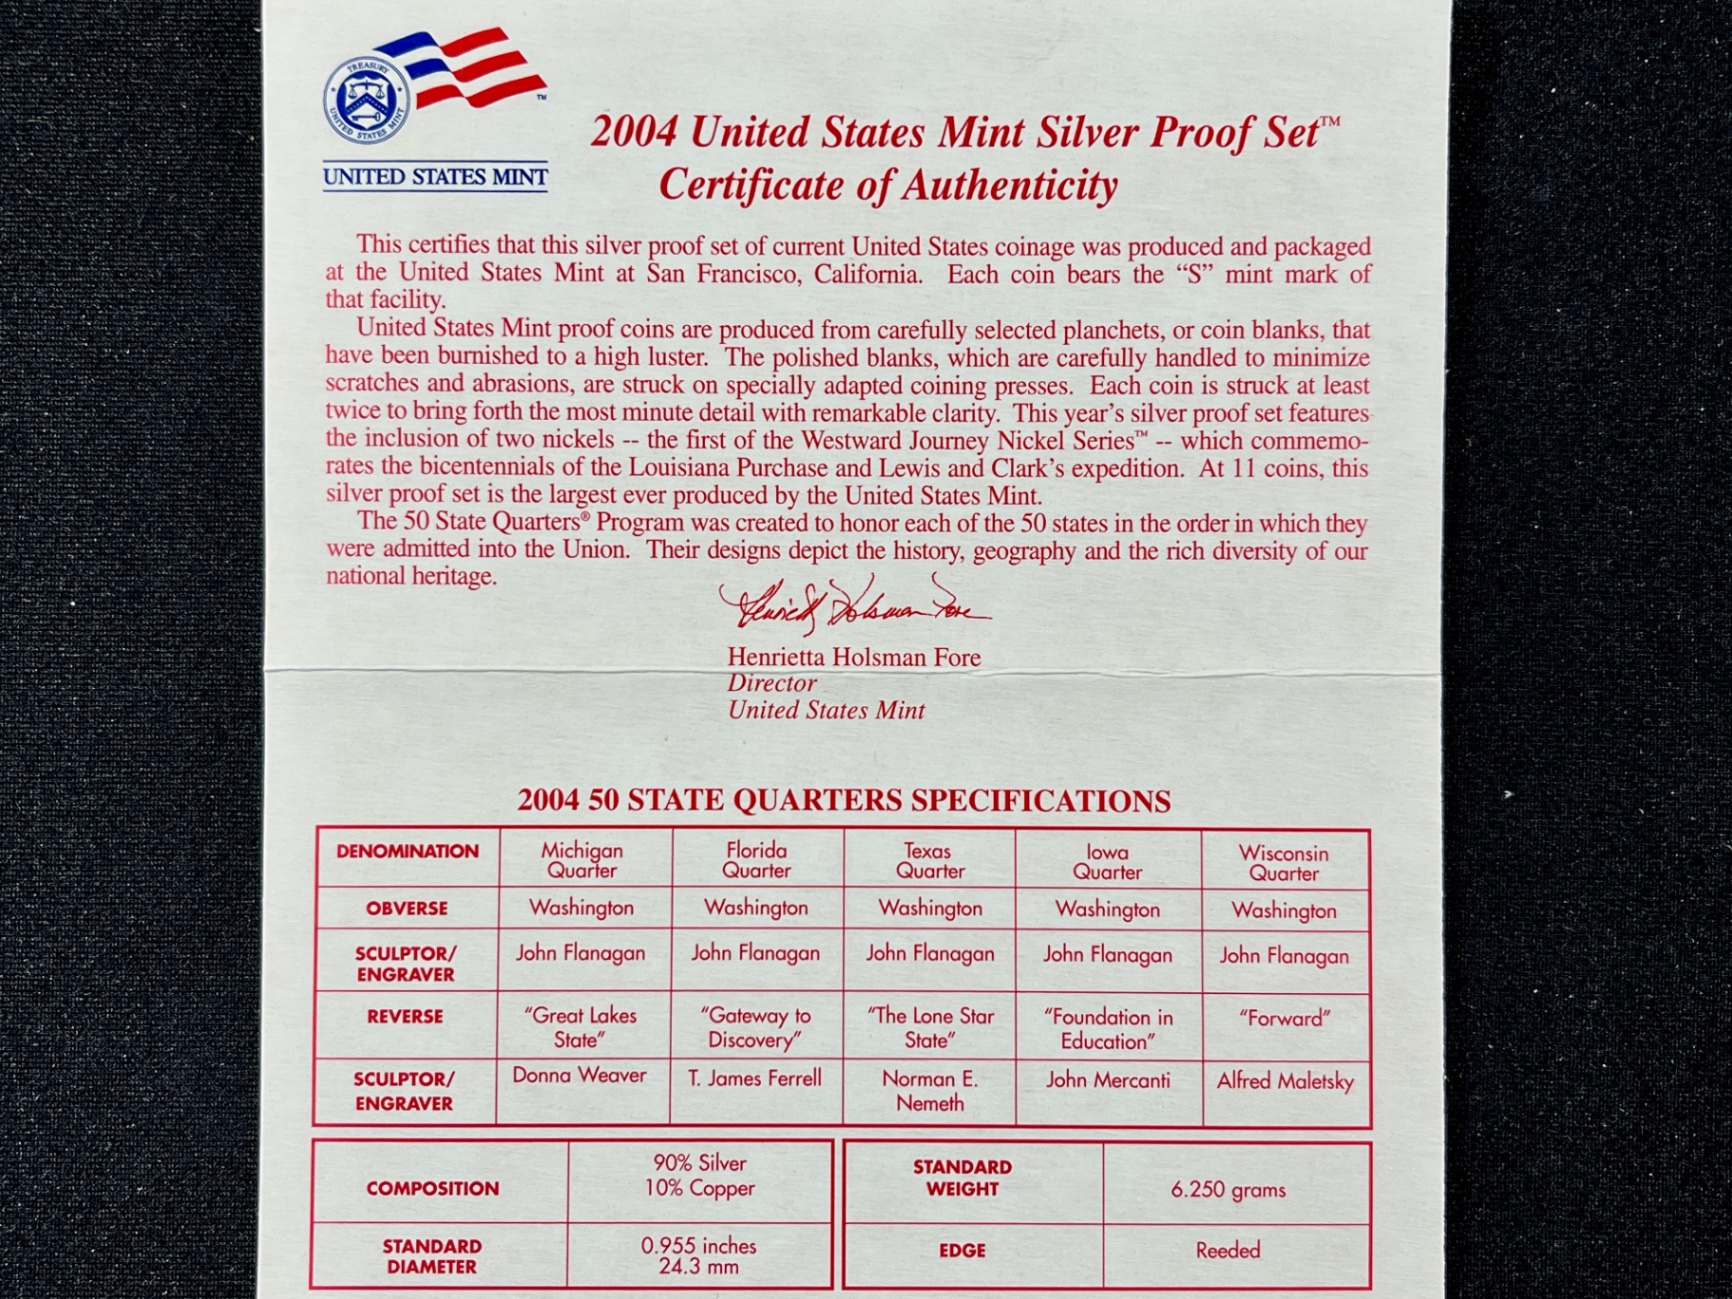 TREASURY
UNITED STATES MINT
TM
UNITED STATES MINT
2004 United States Mint Silver Proof Set™
Certificate of Authenticity
This certifies that this silver proof set of current United States coinage was produced and packaged
at the United States Mint at San Francisco, California. Each coin bears the “S” mint mark of
that facility.
United States Mint proof coins are produced from carefully selected planchets, or coin blanks, that
have been burnished to a high luster. The polished blanks, which are carefully handled to minimize
scratches and abrasions, are struck on specially adapted coining presses. Each coin is struck at least
twice to bring forth the most minute detail with remarkable clarity. This year’s silver proof set features
the inclusion of two nickels -- the first of the Westward Journey Nickel Series™ -- which commemo-
rates the bicentennials of the Louisiana Purchase and Lewis and Clark’s expedition. At 11 coins, this
silver proof set is the largest ever produced by the United States Mint.
The 50 State Quarters® Program was created to honor each of the 50 states in the order in which they
were admitted into the Union. Their designs depict the history, geography and the rich diversity of our
national heritage.
Henrietta Holsman Fore
Henrietta Holsman Fore
Director
United States Mint
2004 50 STATE QUARTERS SPECIFICATIONS
DENOMINATION Michigan Quarter Florida Quarter Texas Quarter Iowa Quarter Wisconsin Quarter
OBVERSE Washington Washington Washington Washington Washington
SCULPTOR/ ENGRAVER John Flanagan John Flanagan John Flanagan John Flanagan John Flanagan
REVERSE “Great Lakes State” “Gateway to Discovery” “The Lone Star State” “Foundation in Education” “Forward”
SCULPTOR/ ENGRAVER Donna Weaver T. James Ferrell Norman E. Nemeth John Mercanti Alfred Maletsky
COMPOSITION 90% Silver 10% Copper
STANDARD WEIGHT 6.250 grams
STANDARD DIAMETER 0.955 inches 24.3 mm
EDGE Reeded